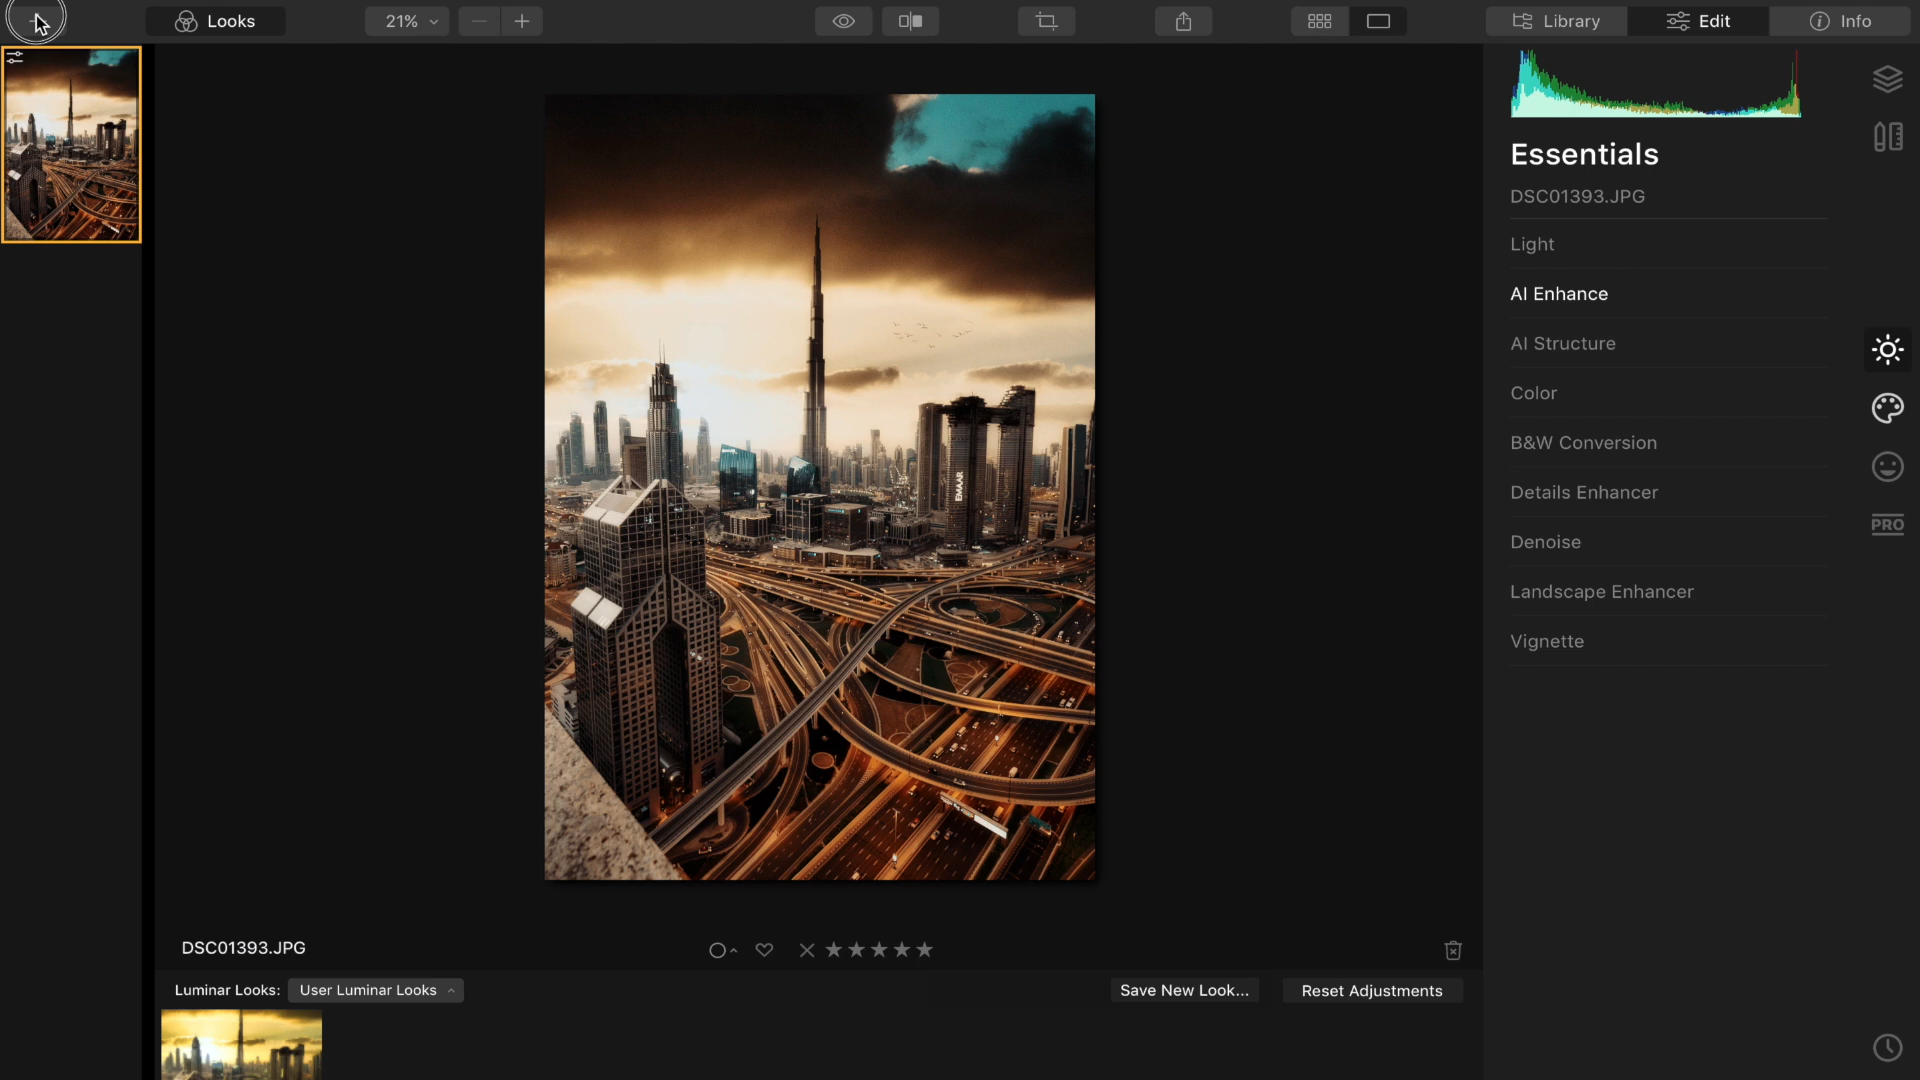 Looks
21%
Library
Edit
Info
Essentials
DSC01393.JPG
Light
AI Enhance
AI Structure
Color
B&W Conversion
Details Enhancer
Denoise
Landscape Enhancer
Vignette
PRO
EMAAR
DSC01393.JPG
Luminar Looks:
User Luminar Looks
Save New Look...
Reset Adjustments